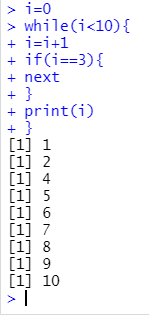 > i=0
> while(i<10){
+ i=i+1
+ if(i==3){
+ next
+ }
+ print(i)
+ }
[1] 1
[1] 2
[1] 4
[1] 5
[1] 6
[1] 7
[1] 8
[1] 9
[1] 10
>